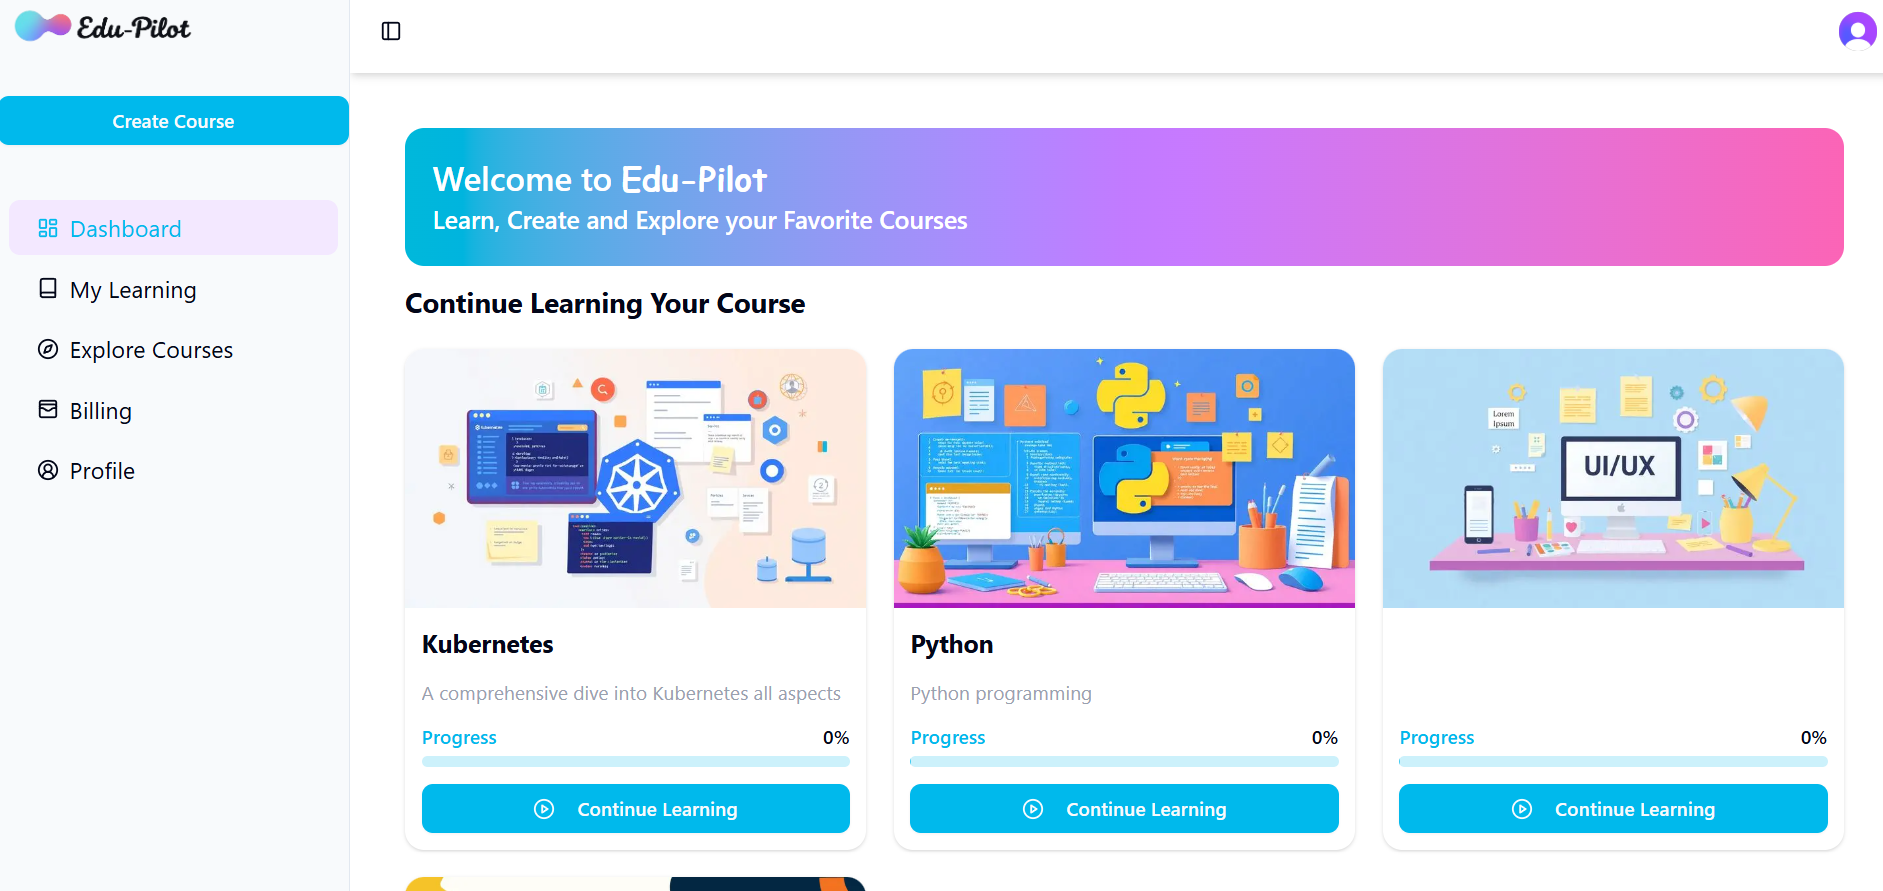 Edu-Pilot
Create Course
Dashboard
My Learning
Explore Courses
Billing
Profile
Welcome to Edu-Pilot
Learn, Create and Explore your Favorite Courses
Continue Learning Your Course
kubernetes
Lorem
Ipsum
UI/UX
Kubernetes
A comprehensive dive into Kubernetes all aspects
Progress 0%
Continue Learning
Python
Python programming
Progress 0%
Continue Learning
Progress 0%
Continue Learning